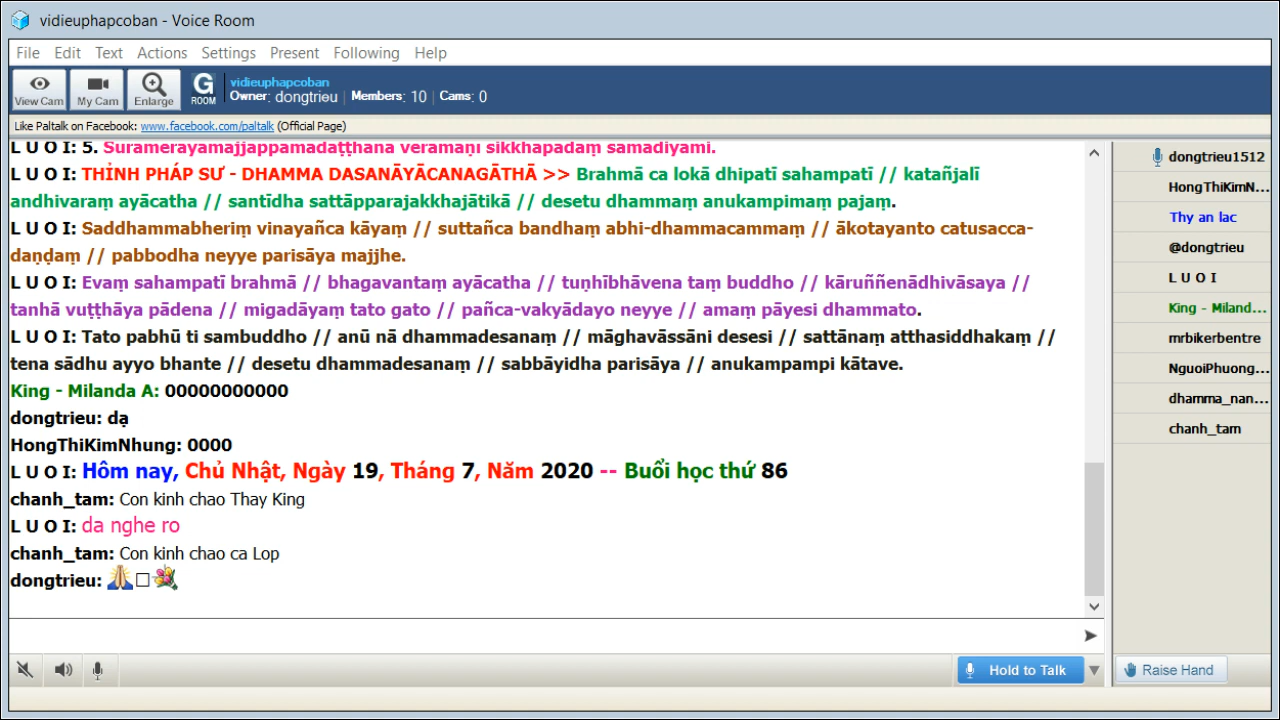 vidieuphapcoban - Voice Room
File Edit Text Actions Settings Present Following Help
View Cam My Cam Enlarge G ROOM
vidieuphapcoban
Owner: dongtrieu | Members: 10 | Cams: 0
Like Paltalk on Facebook: www.facebook.com/paltalk (Official Page)
L U O I: 5. Surāmerayamajjappamādaṭṭhānā veramaṇī sikkhāpadaṃ samādiyāmi.
L U O I: THỈNH PHÁP SƯ - DHAMMA DASANĀYĀCANAGĀTHĀ >> Brahmā ca lokā dhipatī sahampatī // katañjalī
andhivaraṃ ayācatha // santīdha sattāpparajakkhajātikā // desetu dhammaṃ anukampimaṃ pajaṃ.
L U O I: Saddhammabheriṃ vinayañca kāyaṃ // suttañca bandhaṃ abhi-dhammacammaṃ // ākotayanto catusacca-
daṇḍaṃ // pabbodha neyye parisāya majjhe.
L U O I: Evaṃ sahampatī brahmā // bhagavantaṃ ayācatha // tuṇhībhāvena taṃ buddho // kāruññenādhivāsaya //
tanhā vuṭṭhāya pādena // migadāyaṃ tato gato // pañca-vakyādayo neyye // amaṃ pāyesi dhammato.
L U O I: Tato pabhū ti sambuddho // anū nā dhammadesanaṃ // māghavāssāni desesi // sattānaṃ atthasiddhakaṃ //
tena sādhu ayyo bhante // desetu dhammadesanaṃ // sabbāyidha parisāya // anukampampi kātave.
King - Milanda A: 00000000000
dongtrieu: dạ
HongThiKimNhung: 0000
L U O I: Hôm nay, Chủ Nhật, Ngày 19, Tháng 7, Năm 2020 -- Buổi học thứ 86
chanh_tam: Con kinh chao Thay King
L U O I: da nghe ro
chanh_tam: Con kinh chao ca Lop
dongtrieu: 🙏□💐
dongtrieu1512
HongThiKimN...
Thy an lac
@dongtrieu
L U O I
King - Miland...
mrbikerbentre
NguoiPhuong...
dhamma_nan...
chanh_tam
Hold to Talk
Raise Hand